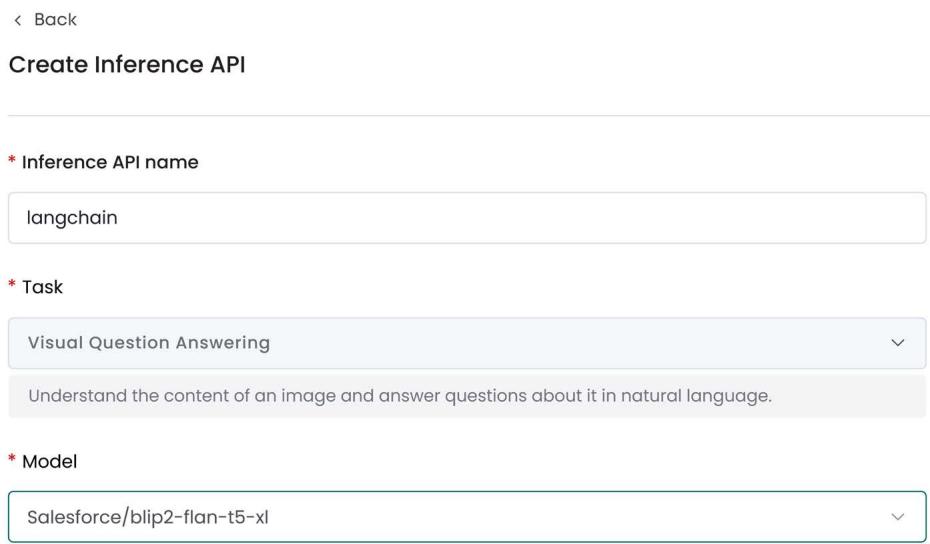 Back
Create Inference API
* Inference API name
langchain
* Task
Visual Question Answering
Understand the content of an image and answer questions about it in natural language.
* Model
Salesforce/blip2-flan-t5-xl